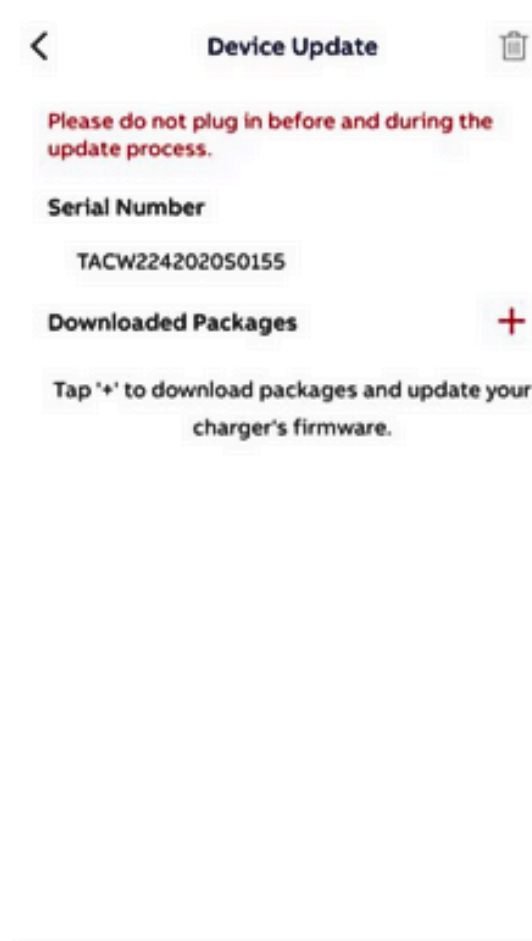 Device Update
Please do not plug in before and during the
update process.
Serial Number
TACW2242020S0155
Downloaded Packages
Tap '+' to download packages and update your
charger's firmware.